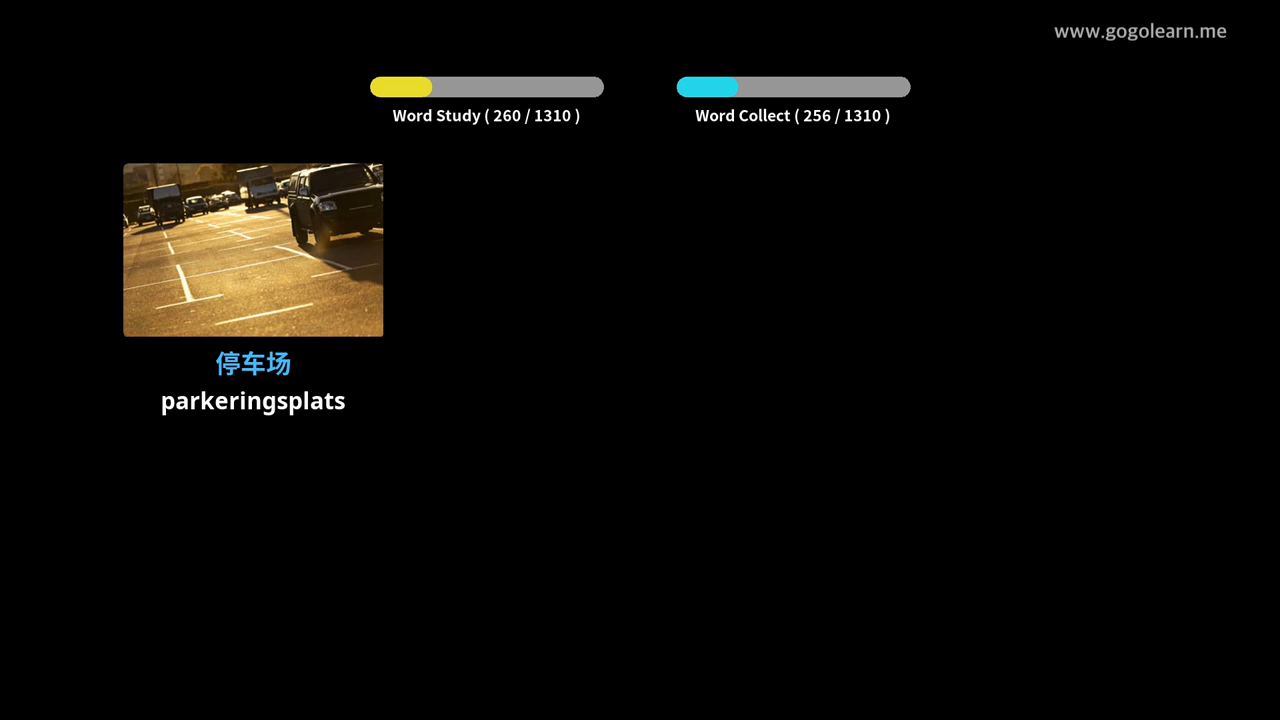 www.gogolearn.me
Word Study ( 260 / 1310 )
Word Collect ( 256 / 1310 )
停车场
parkeringsplats